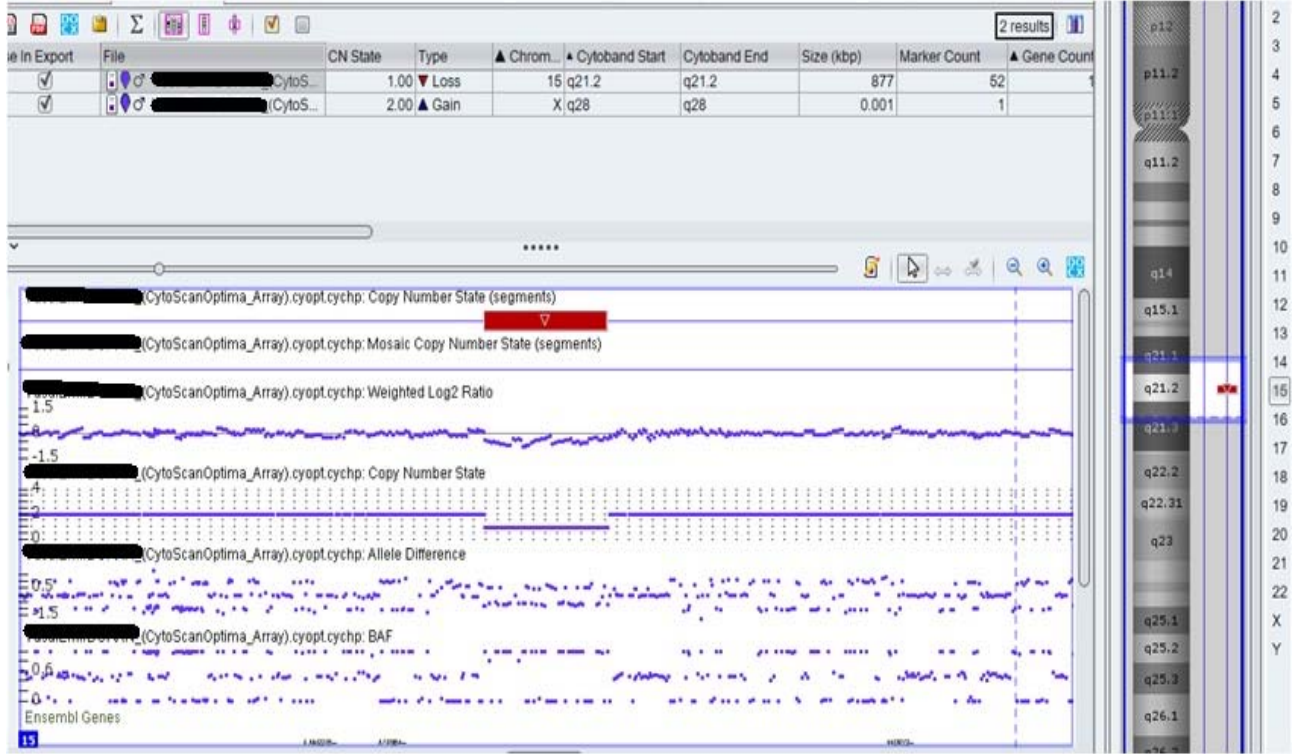 2 results
e In Export File CN State Type Chrom... Cytoband Start Cytoband End Size (kbp) Marker Count Gene Count
(CytoS... 1.00 Loss 15 q21.2 q21.2 877 52 1
(CytoS... 2.00 Gain X q28 q28 0.001 1
(CytoScanOptima_Array).cyopt.cychp: Copy Number State (segments)
(CytoScanOptima_Array).cyopt.cychp: Mosaic Copy Number State (segments)
(CytoScanOptima_Array).cyopt.cychp: Weighted Log2 Ratio
1.5
-1.5
(CytoScanOptima_Array).cyopt.cychp: Copy Number State
4
2
0
(CytoScanOptima_Array).cyopt.cychp: Allele Difference
0.5
-1.5
(CytoScanOptima_Array).cyopt.cychp: BAF
0.6
0
Ensembl Genes
15
p12
p11.2
p11.1
q11.2
q14
q15.1
q21.1
q21.2
q21.3
q22.2
q22.31
q23
q25.1
q25.2
q25.3
q26.1
2
3
4
5
6
7
8
9
10
11
12
13
14
15
16
17
18
19
20
21
22
X
Y